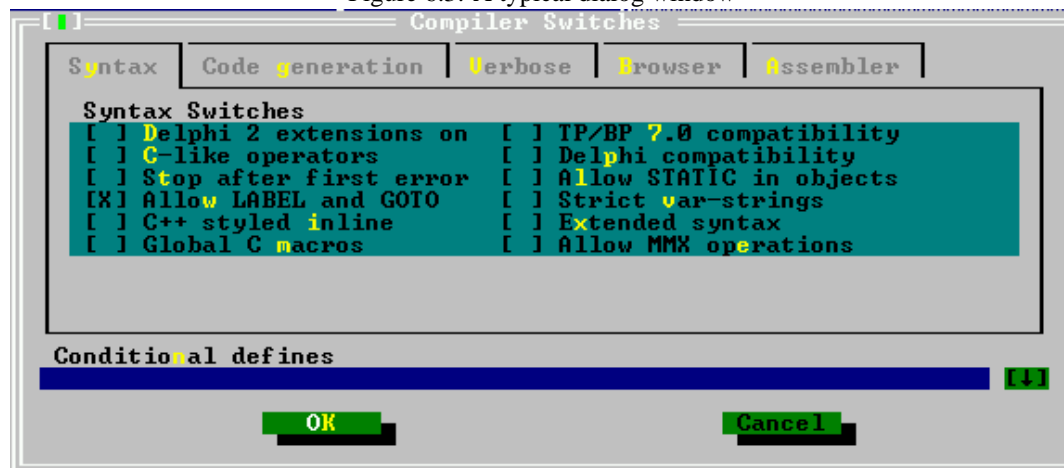 Figure 6.3: A typical dialog window
[▮] Compiler Switches
Syntax Code generation Verbose Browser Assembler
Syntax Switches
[ ] Delphi 2 extensions on [ ] TP/BP 7.0 compatibility
[ ] C-like operators [ ] Delphi compatibility
[ ] Stop after first error [ ] Allow STATIC in objects
[X] Allow LABEL and GOTO [ ] Strict var-strings
[ ] C++ styled inline [ ] Extended syntax
[ ] Global C macros [ ] Allow MMX operations
Conditional defines
[↓]
OK Cancel